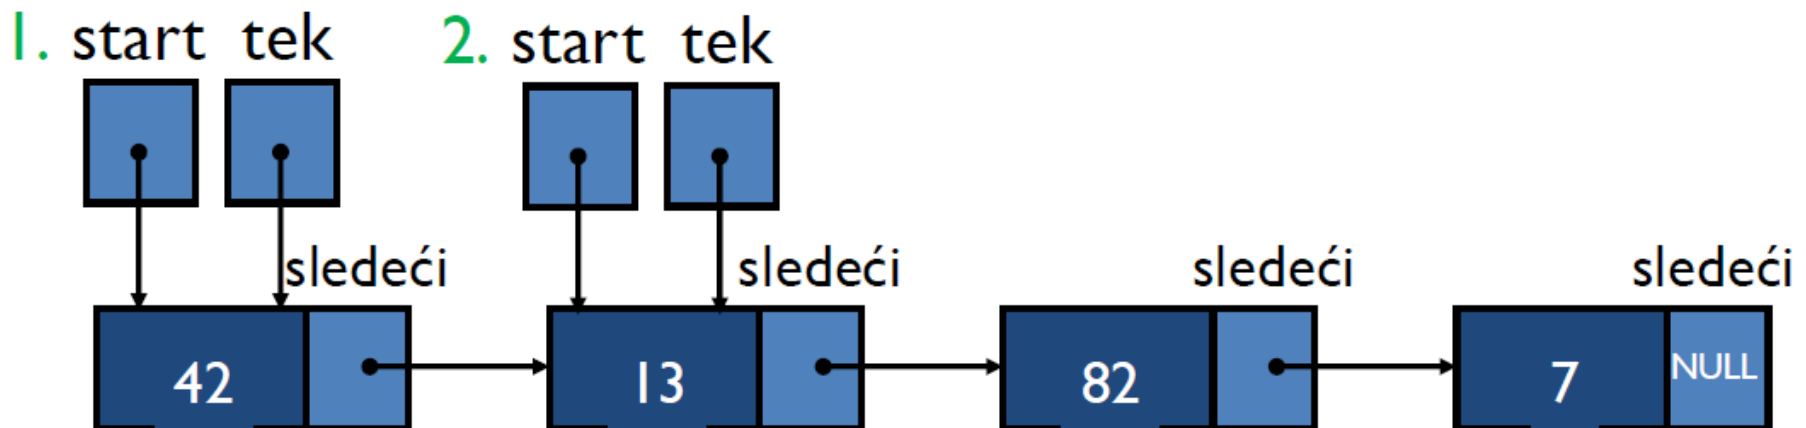 1. start tek 2. start tek
sledeći sledeći sledeći sledeći
42 13 82 7 NULL